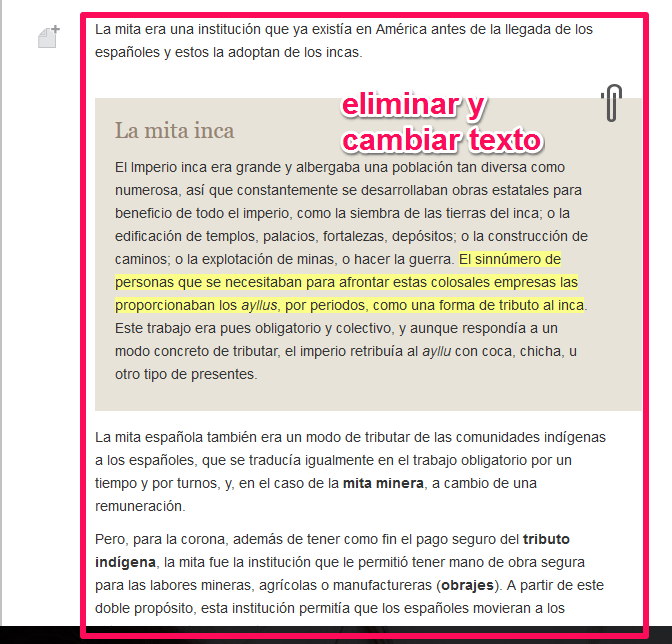 La mita era una institución que ya existía en América antes de la llegada de los
españoles y estos la adoptan de los incas.
eliminar y
cambiar texto
La mita inca
El Imperio inca era grande y albergaba una población tan diversa como
numerosa, así que constantemente se desarrollaban obras estatales para
beneficio de todo el imperio, como la siembra de las tierras del inca; o la
edificación de templos, palacios, fortalezas, depósitos; o la construcción de
caminos; o la explotación de minas, o hacer la guerra. El sinnúmero de
personas que se necesitaban para afrontar estas colosales empresas las
proporcionaban los ayllus, por periodos, como una forma de tributo al inca.
Este trabajo era pues obligatorio y colectivo, y aunque respondía a un
modo concreto de tributar, el imperio retribuía al ayllu con coca, chicha, u
otro tipo de presentes.
La mita española también era un modo de tributar de las comunidades indígenas
a los españoles, que se traducía igualmente en el trabajo obligatorio por un
tiempo y por turnos, y, en el caso de la mita minera, a cambio de una
remuneración.
Pero, para la corona, además de tener como fin el pago seguro del tributo
indígena, la mita fue la institución que le permitió tener mano de obra segura
para las labores mineras, agrícolas o manufactureras (obrajes). A partir de este
doble propósito, esta institución permitía que los españoles movieran a los